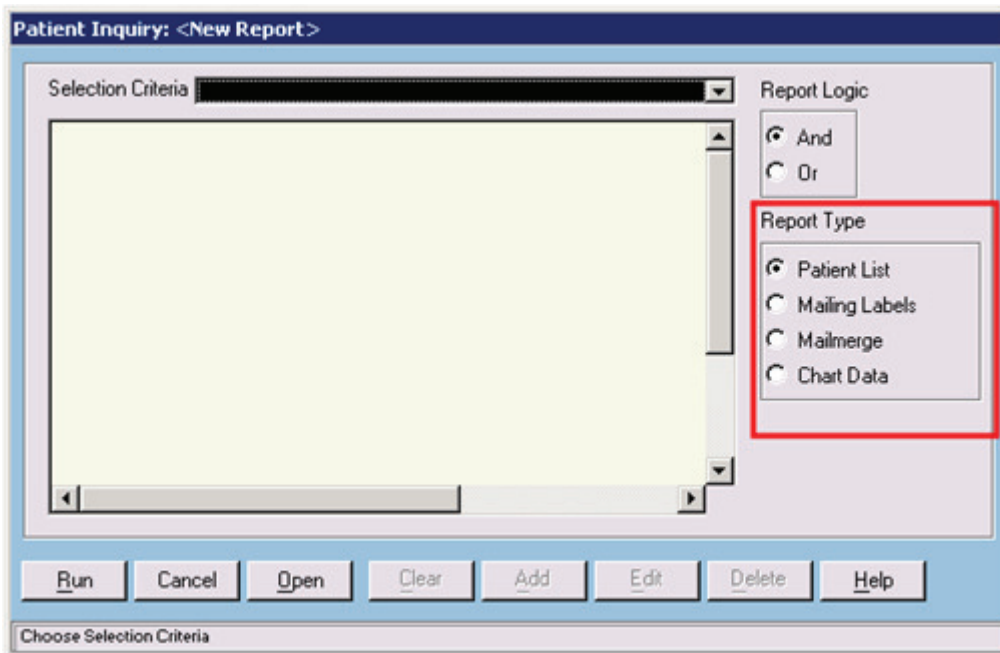 Patient Inquiry: <New Report>
Selection Criteria
Report Logic
And
Or
Report Type
Patient List
Mailing Labels
Mailmerge
Chart Data
Run Cancel Open Clear Add Edit Delete Help
Choose Selection Criteria